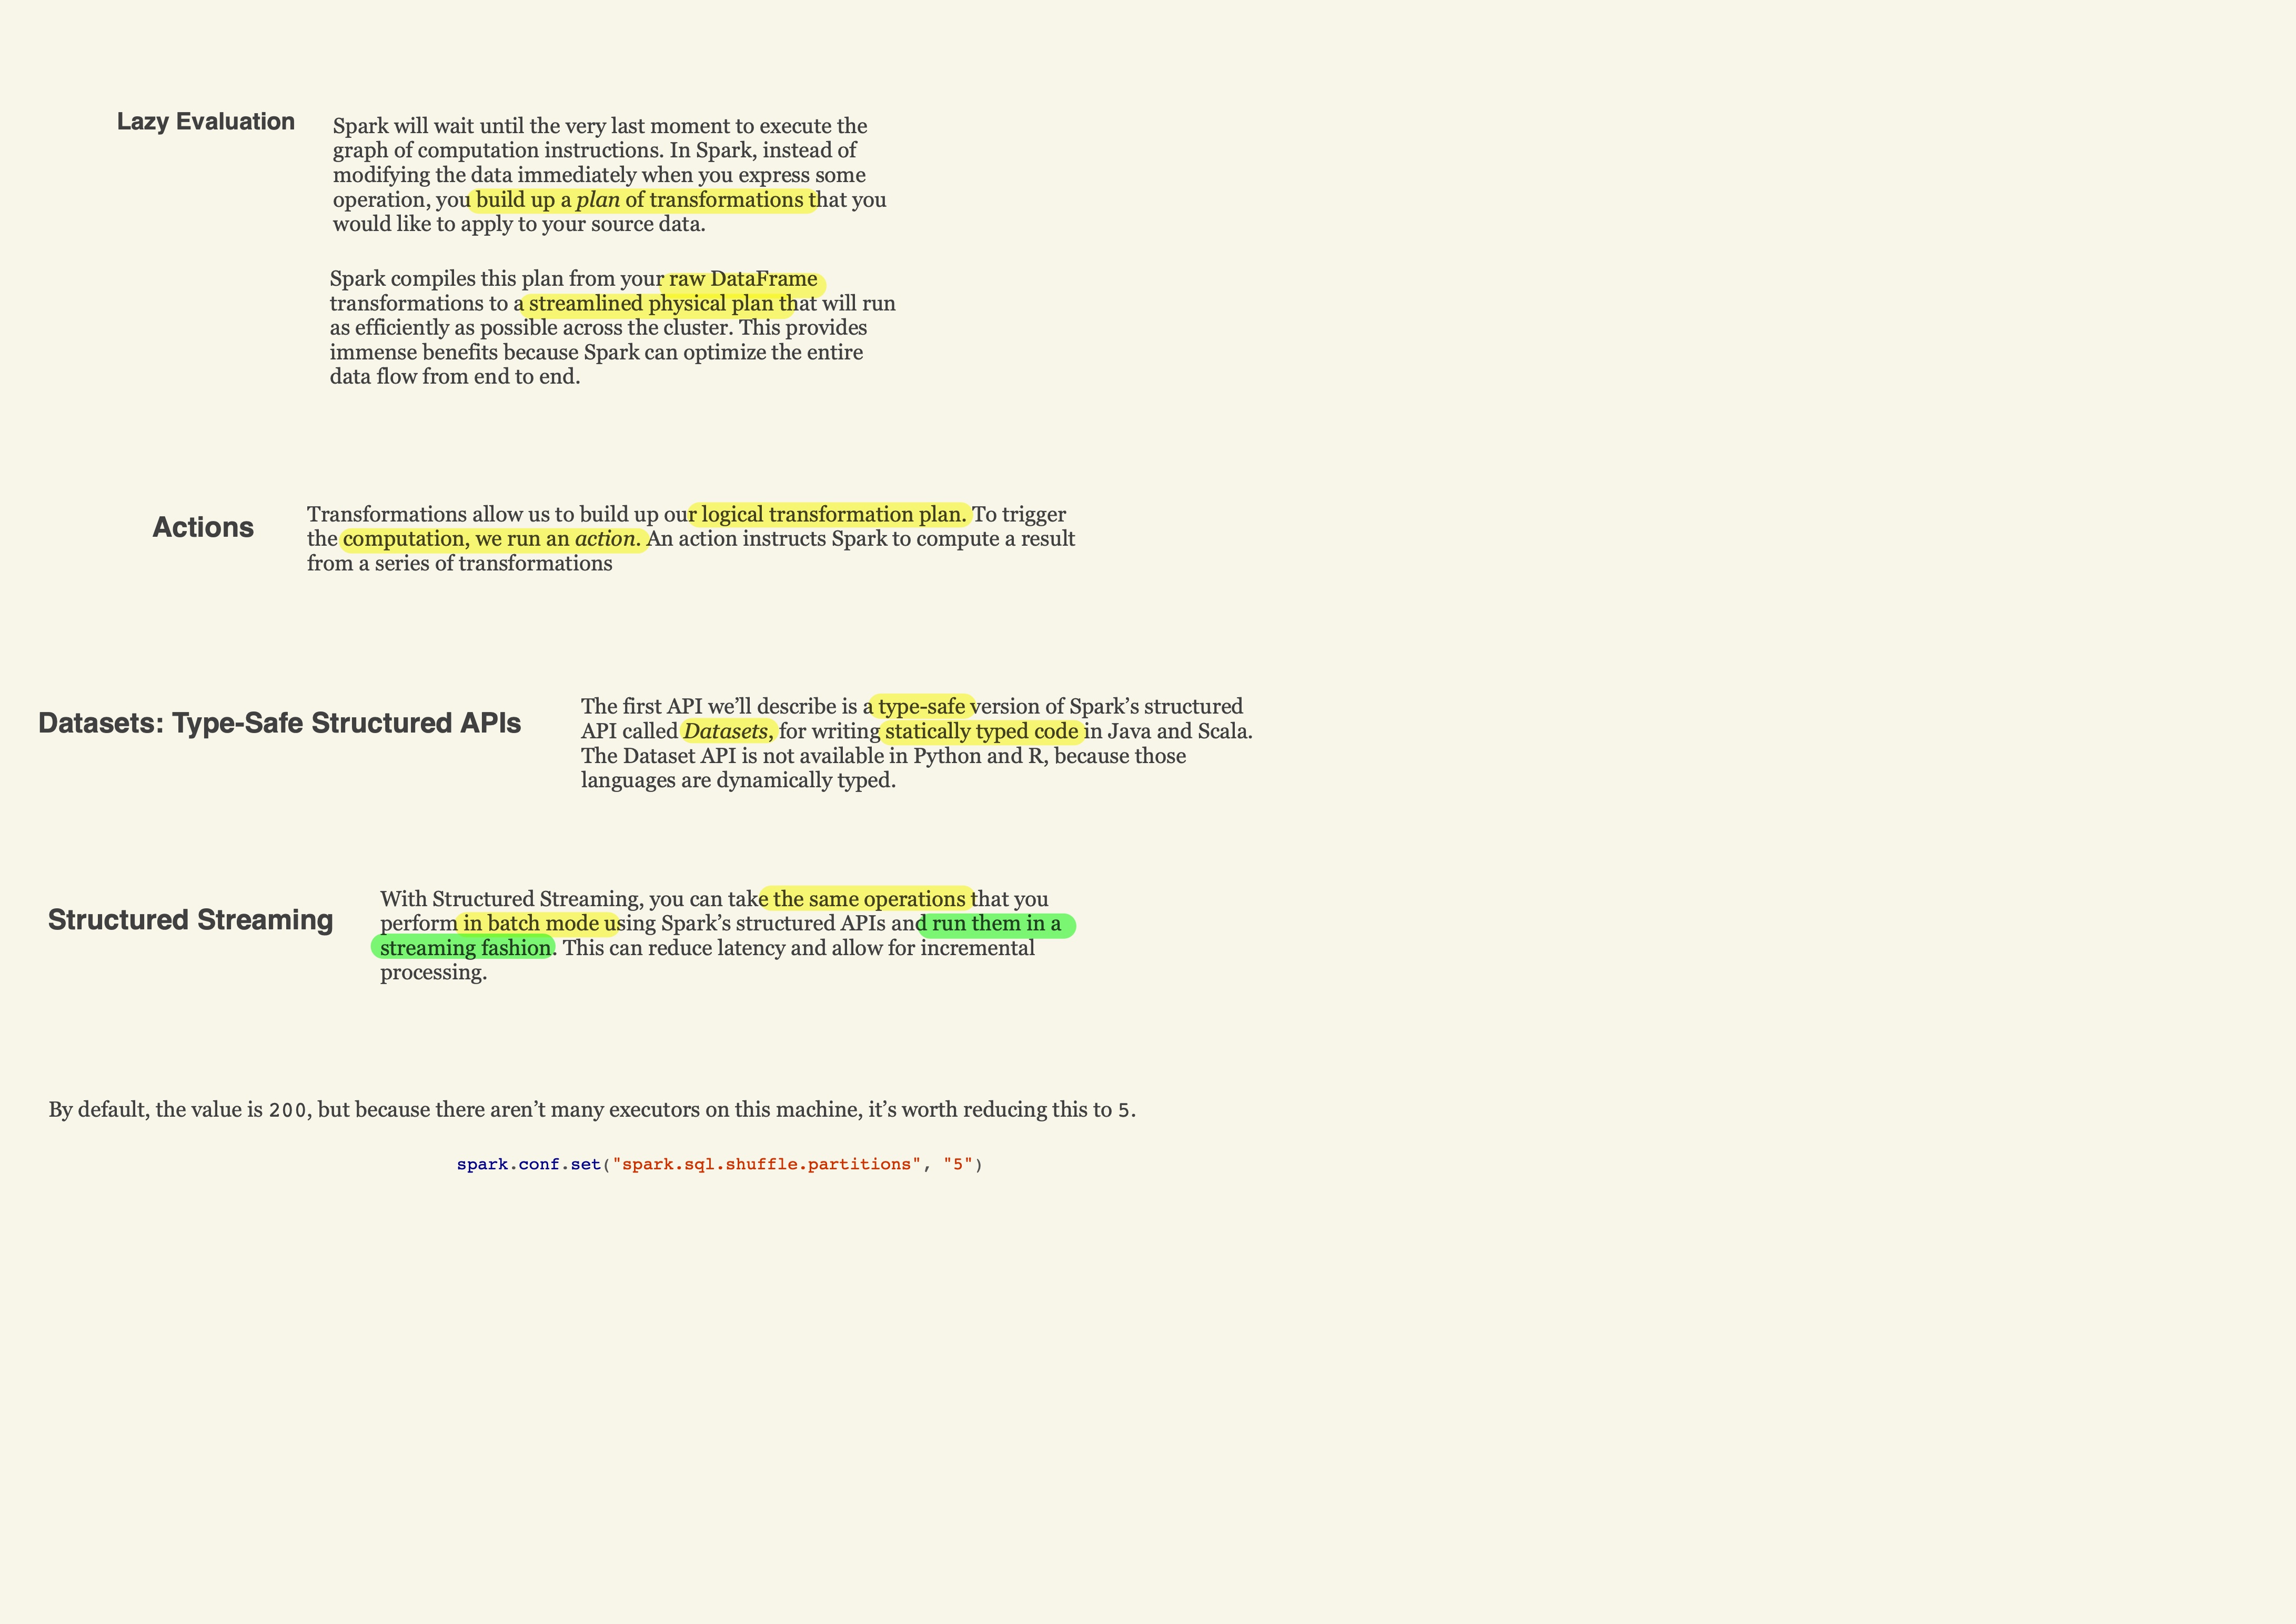 Lazy Evaluation
Spark will wait until the very last moment to execute the
graph of computation instructions. In Spark, instead of
modifying the data immediately when you express some
operation, you build up a plan of transformations that you
would like to apply to your source data.
Spark compiles this plan from your raw DataFrame
transformations to a streamlined physical plan that will run
as efficiently as possible across the cluster. This provides
immense benefits because Spark can optimize the entire
data flow from end to end.
Actions
Transformations allow us to build up our logical transformation plan. To trigger
the computation, we run an action. An action instructs Spark to compute a result
from a series of transformations
Datasets: Type-Safe Structured APIs
The first API we’ll describe is a type-safe version of Spark’s structured
API called Datasets, for writing statically typed code in Java and Scala.
The Dataset API is not available in Python and R, because those
languages are dynamically typed.
Structured Streaming
With Structured Streaming, you can take the same operations that you
perform in batch mode using Spark’s structured APIs and run them in a
streaming fashion. This can reduce latency and allow for incremental
processing.
By default, the value is 200, but because there aren’t many executors on this machine, it’s worth reducing this to 5.
spark.conf.set("spark.sql.shuffle.partitions", "5")